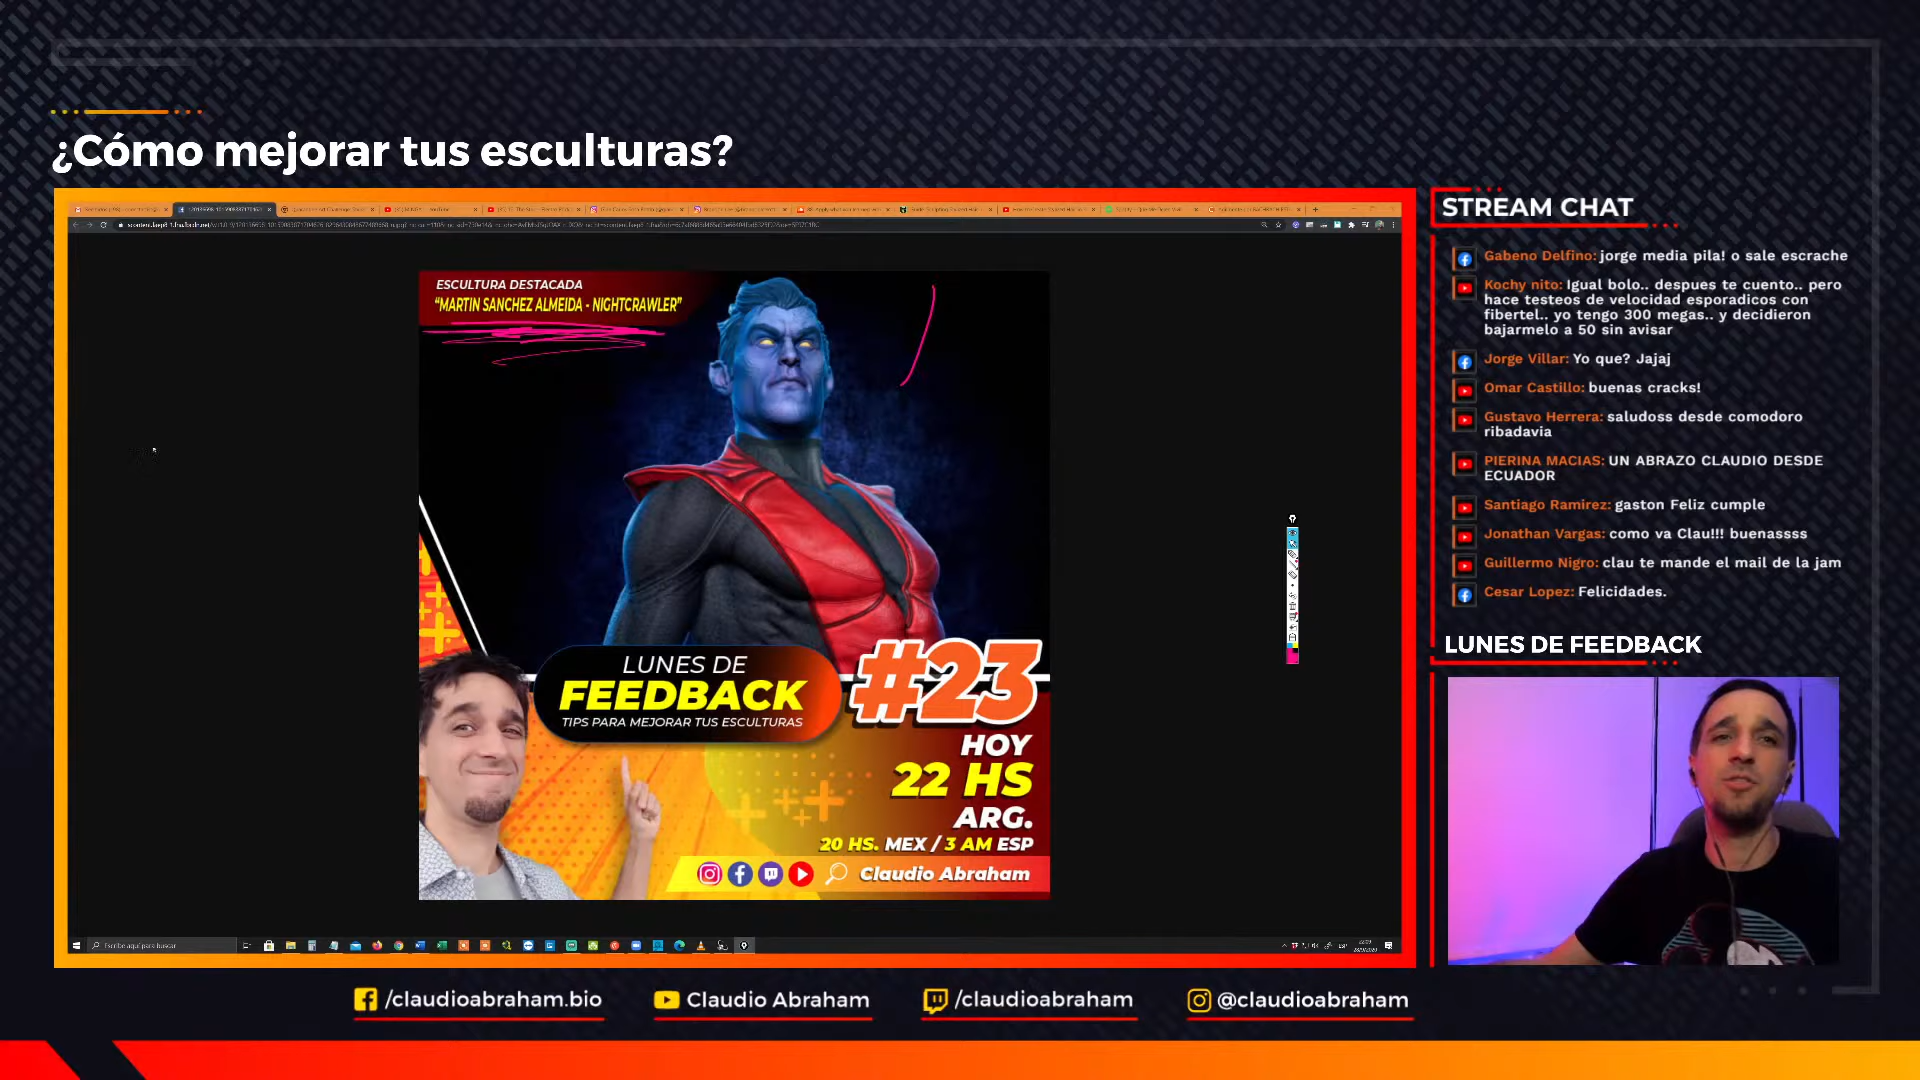 ¿Cómo mejorar tus esculturas?
ESCULTURA DESTACADA
"MARTIN SANCHEZ ALMEIDA - NIGHTCRAWLER"
LUNES DE
FEEDBACK
TIPS PARA MEJORAR TUS ESCULTURAS
#23
HOY
22 HS
ARG.
20 HS. MEX / 3 AM ESP
Claudio Abraham
Escribe aquí para buscar
STREAM CHAT
Gabeno Delfino: jorge media pila! o sale escrache
Kochy nito: Igual bolo.. despues te cuento.. pero
hace testeos de velocidad esporadicos con
fibertel.. yo tengo 300 megas.. y decidieron
bajarmelo a 50 sin avisar
Jorge Villar: Yo que? Jajaj
Omar Castillo: buenas cracks!
Gustavo Herrera: saludoss desde comodoro
ribadavia
PIERINA MACIAS: UN ABRAZO CLAUDIO DESDE
ECUADOR
Santiago Ramirez: gaston Feliz cumple
Jonathan Vargas: como va Clau!!! buenassss
Guillermo Nigro: clau te mande el mail de la jam
Cesar Lopez: Felicidades.
LUNES DE FEEDBACK
/claudioabraham.bio
Claudio Abraham
/claudioabraham
@claudioabraham